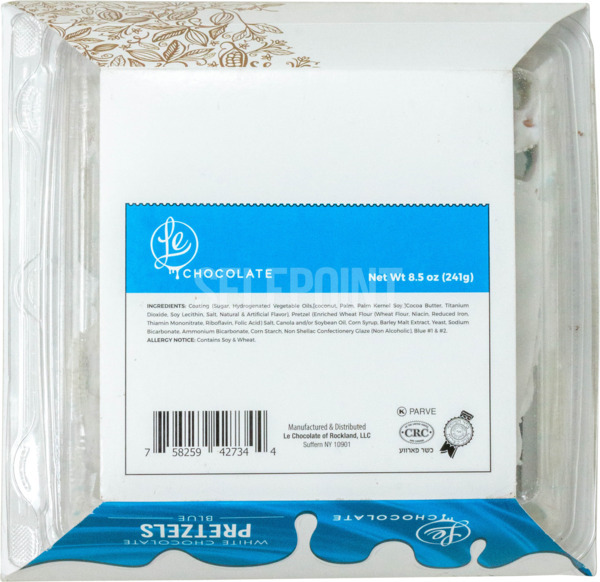 Le
CHOCOLATE
SELEPOINT
Net Wt 8.5 oz (241g)
INGREDIENTS: Coating (Sugar, Hydrogenated Vegetable Oils,[coconut, Palm, Palm Kernel Soy ]Cocoa Butter, Titanium
Dioxide, Soy Lecithin, Salt, Natural & Artificial Flavor), Pretzel (Enriched Wheat Flour (Wheat Flour, Niacin, Reduced Iron,
Thiamin Mononitrate, Riboflavin, Folic Acid) Salt, Canola and/or Soybean Oil, Corn Syrup, Barley Malt Extract, Yeast, Sodium
Bicarbonate, Ammonium Bicarbonate, Corn Starch, Non Shellac Confectionery Glaze (Non Alcoholic), Blue #1 & #2.
ALLERGY NOTICE: Contains Soy & Wheat.
7 58259 42734 4
Manufactured & Distributed
Le Chocolate of Rockland, LLC
Suffern NY 10901
K PARVE
CRC
כשר פארווע
Le
CHOCOLATE
WHITE CHOCOLATE
PRETZELS
BLUE